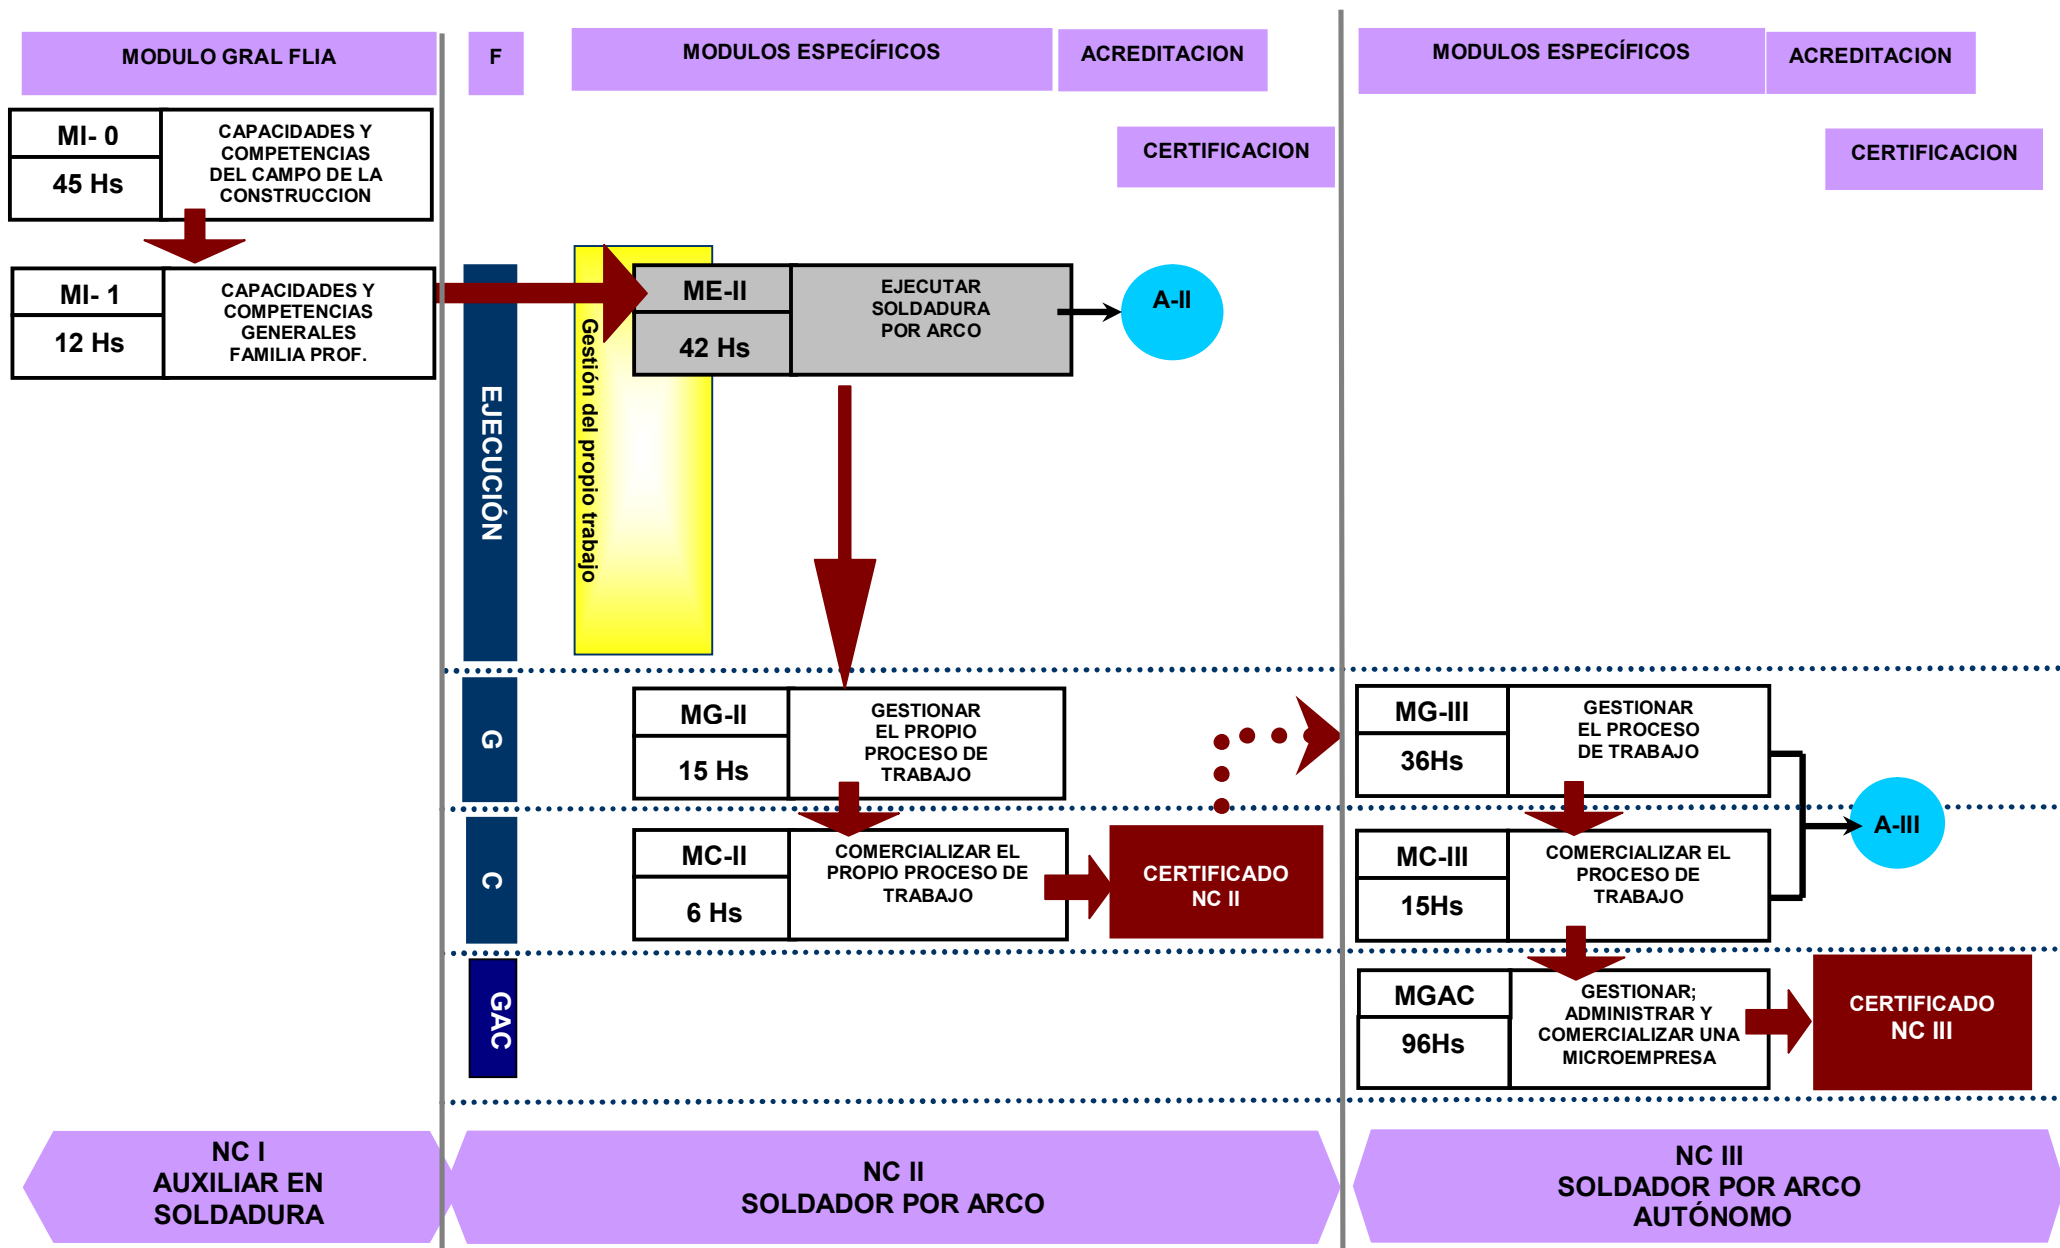 MODULO GRAL FLIA
F
MODULOS ESPECÍFICOS
ACREDITACION
MODULOS ESPECÍFICOS
ACREDITACION
CERTIFICACION
CERTIFICACION
MI- 0
45 Hs
CAPACIDADES Y
COMPETENCIAS
DEL CAMPO DE LA
CONSTRUCCION
MI- 1
12 Hs
CAPACIDADES Y
COMPETENCIAS
GENERALES
FAMILIA PROF.
EJECUCIÓN
Gestión del propio trabajo
ME-II
42 Hs
EJECUTAR
SOLDADURA
POR ARCO
A-II
G
MG-II
15 Hs
GESTIONAR
EL PROPIO
PROCESO DE
TRABAJO
MG-III
36Hs
GESTIONAR
EL PROCESO
DE TRABAJO
C
MC-II
6 Hs
COMERCIALIZAR EL
PROPIO PROCESO DE
TRABAJO
CERTIFICADO
NC II
MC-III
15Hs
COMERCIALIZAR EL
PROCESO DE
TRABAJO
A-III
GAC
MGAC
96Hs
GESTIONAR;
ADMINISTRAR Y
COMERCIALIZAR UNA
MICROEMPRESA
CERTIFICADO
NC III
NC I
AUXILIAR EN
SOLDADURA
NC II
SOLDADOR POR ARCO
NC III
SOLDADOR POR ARCO
AUTÓNOMO